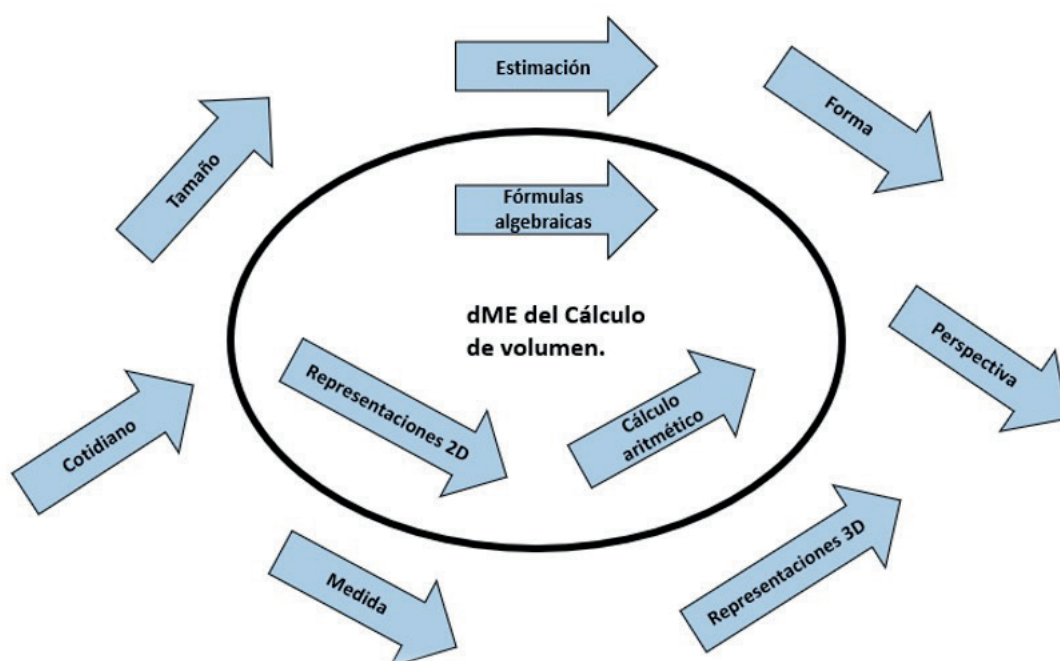 Estimación
Forma
Tamaño
Fórmulas
algebraicas
dME del Cálculo
de volumen.
Perspectiva
Representaciones 2D
Cálculo
aritmético
Cotidiano
Representaciones 3D
Medida